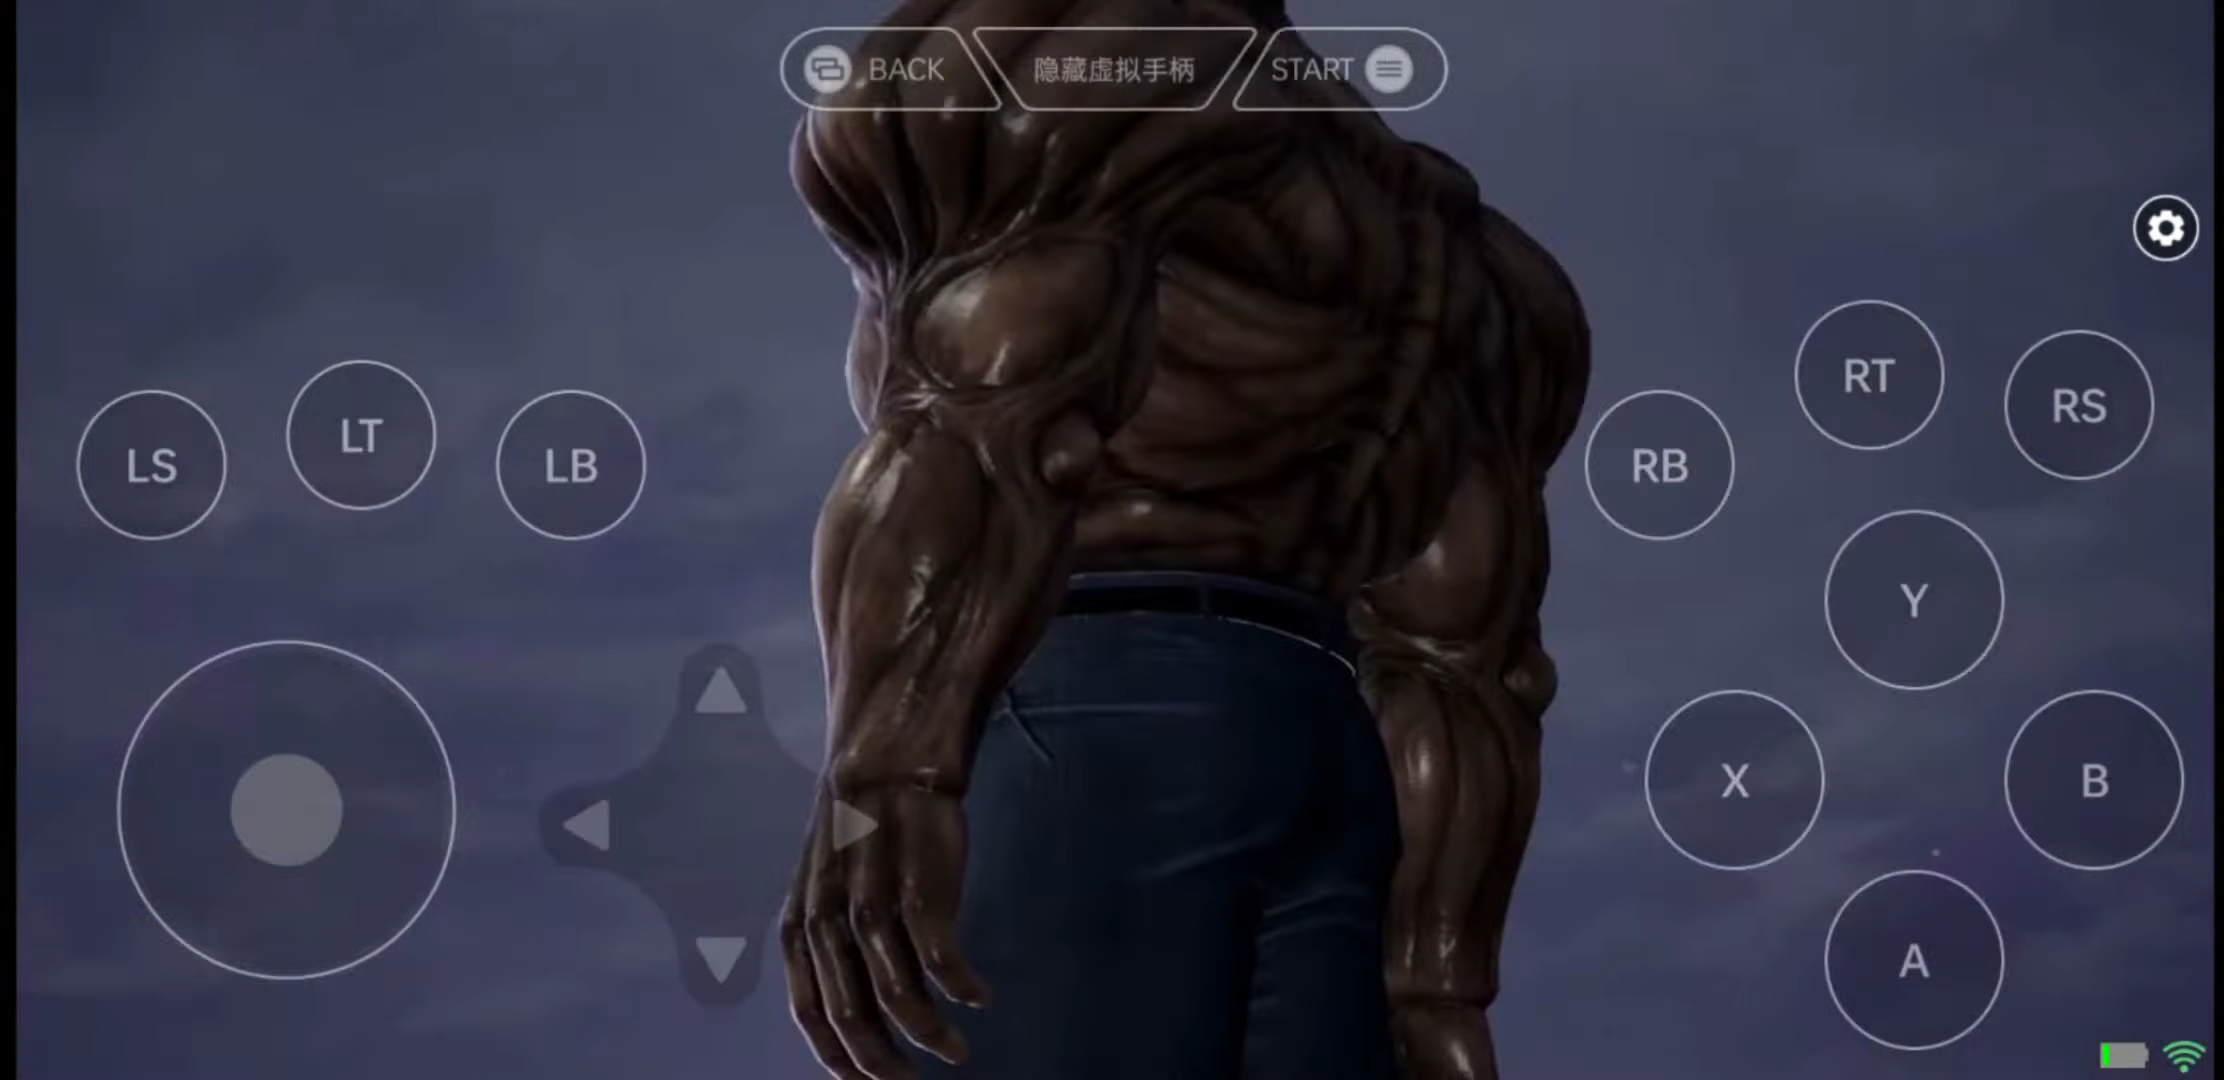 BACK 隐藏虚拟手柄 START
RT
RS
LT
LS
LB
RB
Y
X
B
A